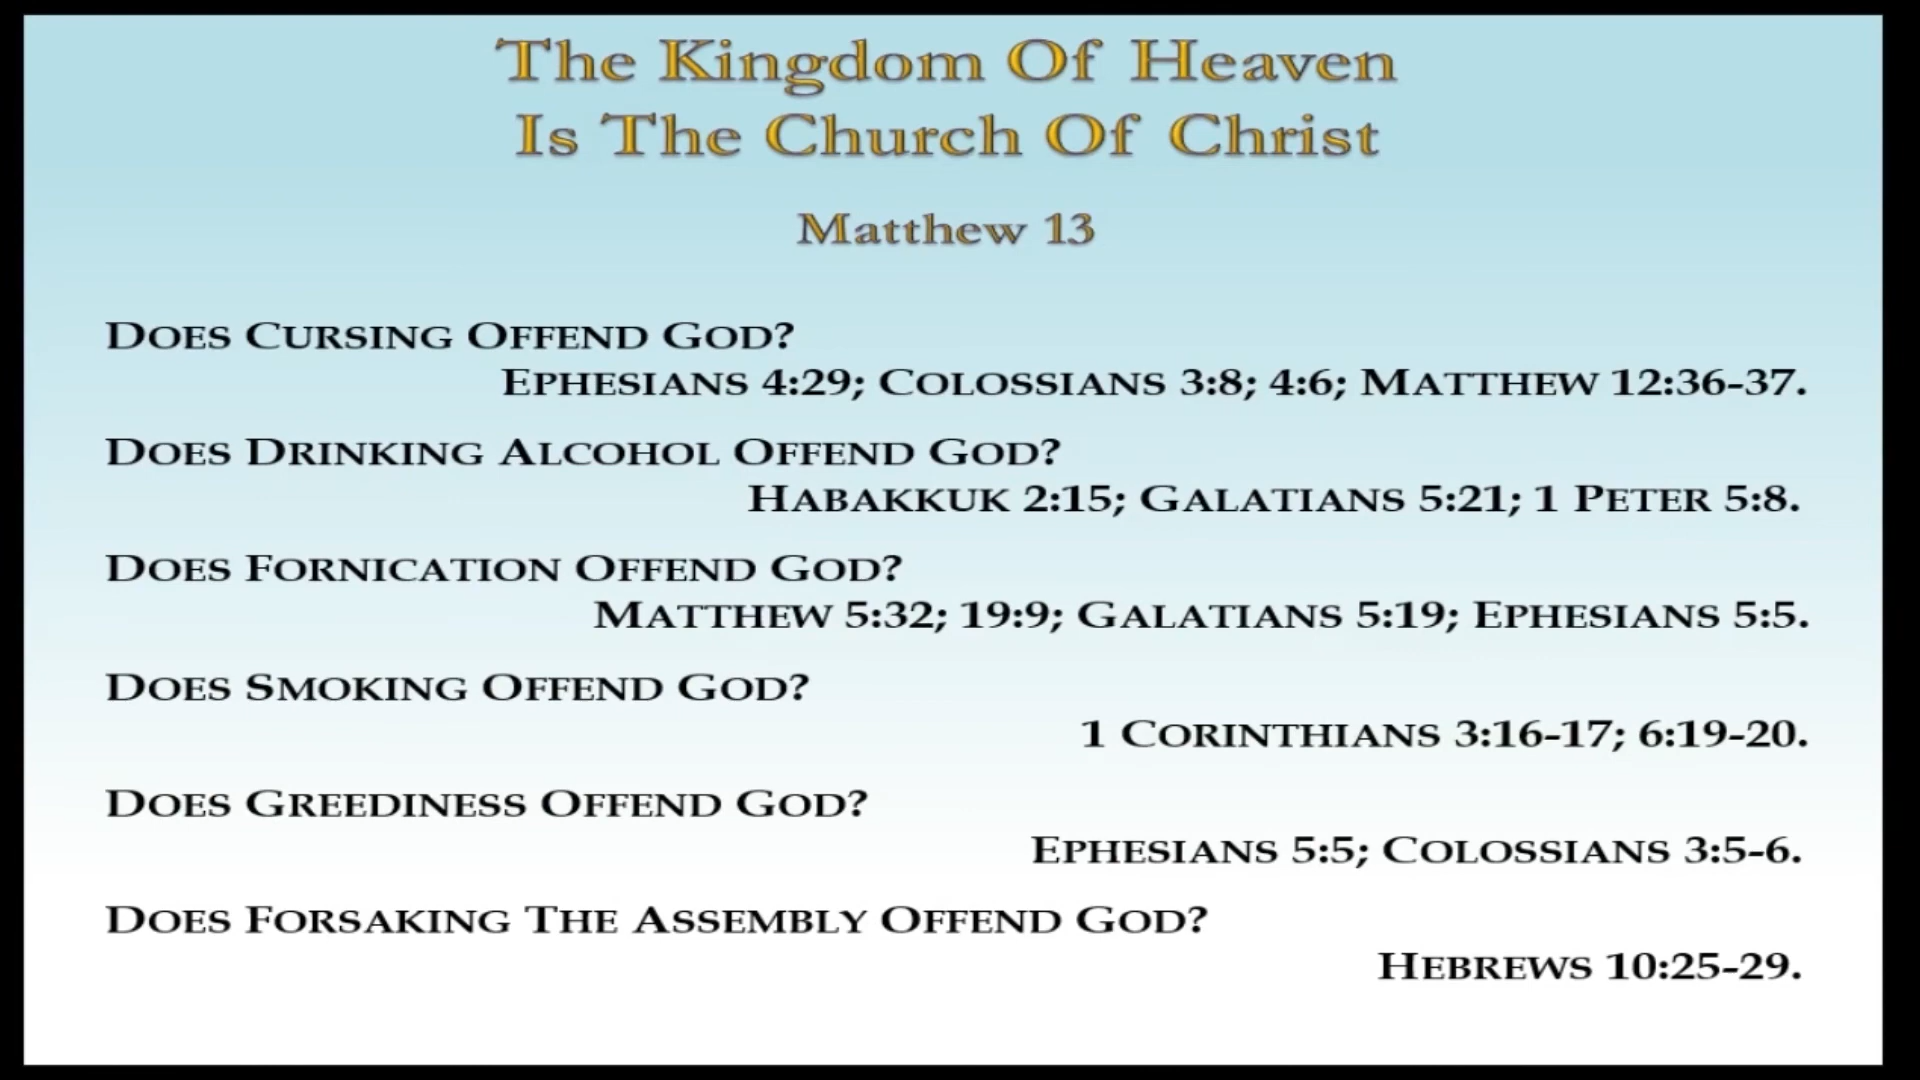 The Kingdom Of Heaven
Is The Church Of Christ
Matthew 13
Does Cursing Offend God?
Ephesians 4:29; Colossians 3:8; 4:6; Matthew 12:36-37.
Does Drinking Alcohol Offend God?
Habakkuk 2:15; Galatians 5:21; 1 Peter 5:8.
Does Fornication Offend God?
Matthew 5:32; 19:9; Galatians 5:19; Ephesians 5:5.
Does Smoking Offend God?
1 Corinthians 3:16-17; 6:19-20.
Does Greediness Offend God?
Ephesians 5:5; Colossians 3:5-6.
Does Forsaking The Assembly Offend God?
Hebrews 10:25-29.